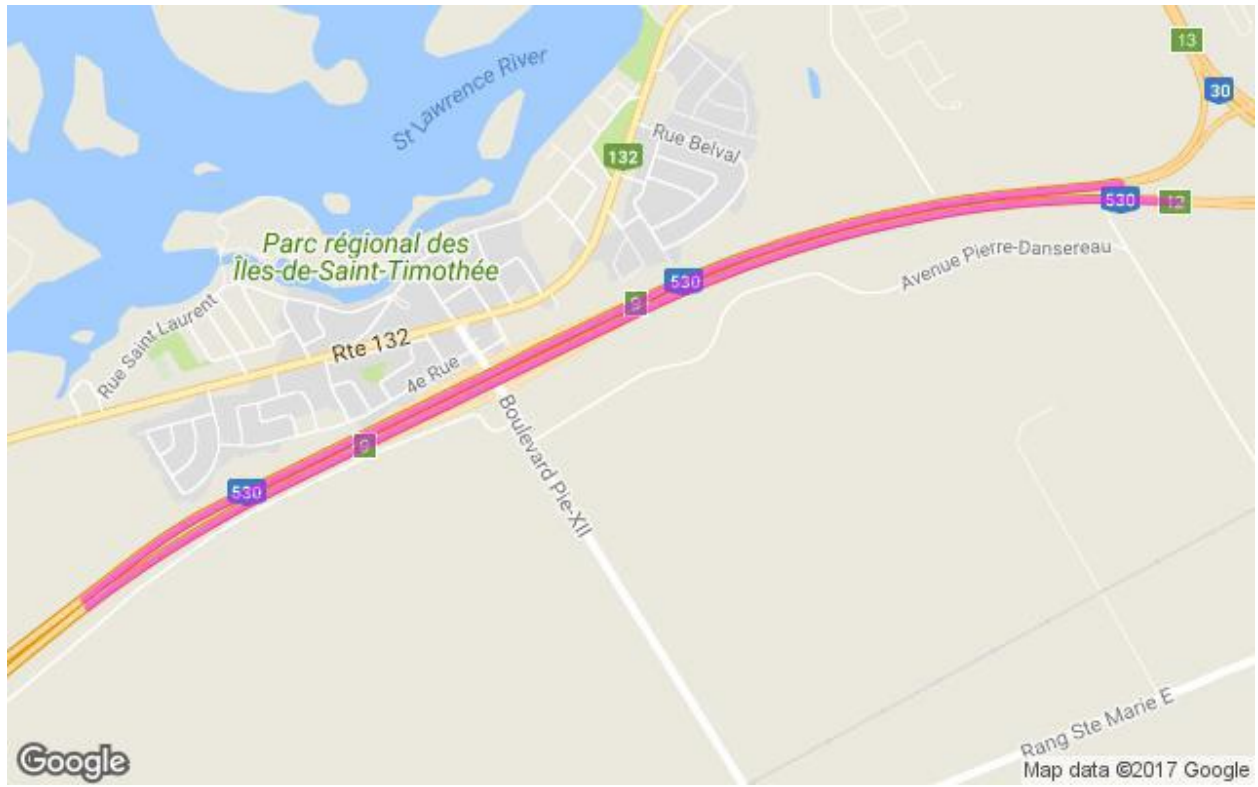 13
30
St Lawrence River
Rue Belval
132
530
12
Parc régional des
Îles-de-Saint-Timothée
Avenue Pierre-Dansereau
530
9
Rue Saint Laurent
Rte 132
4e Rue
Boulevard Pie-XII
9
530
Rang Ste Marie E
Google
Map data ©2017 Google